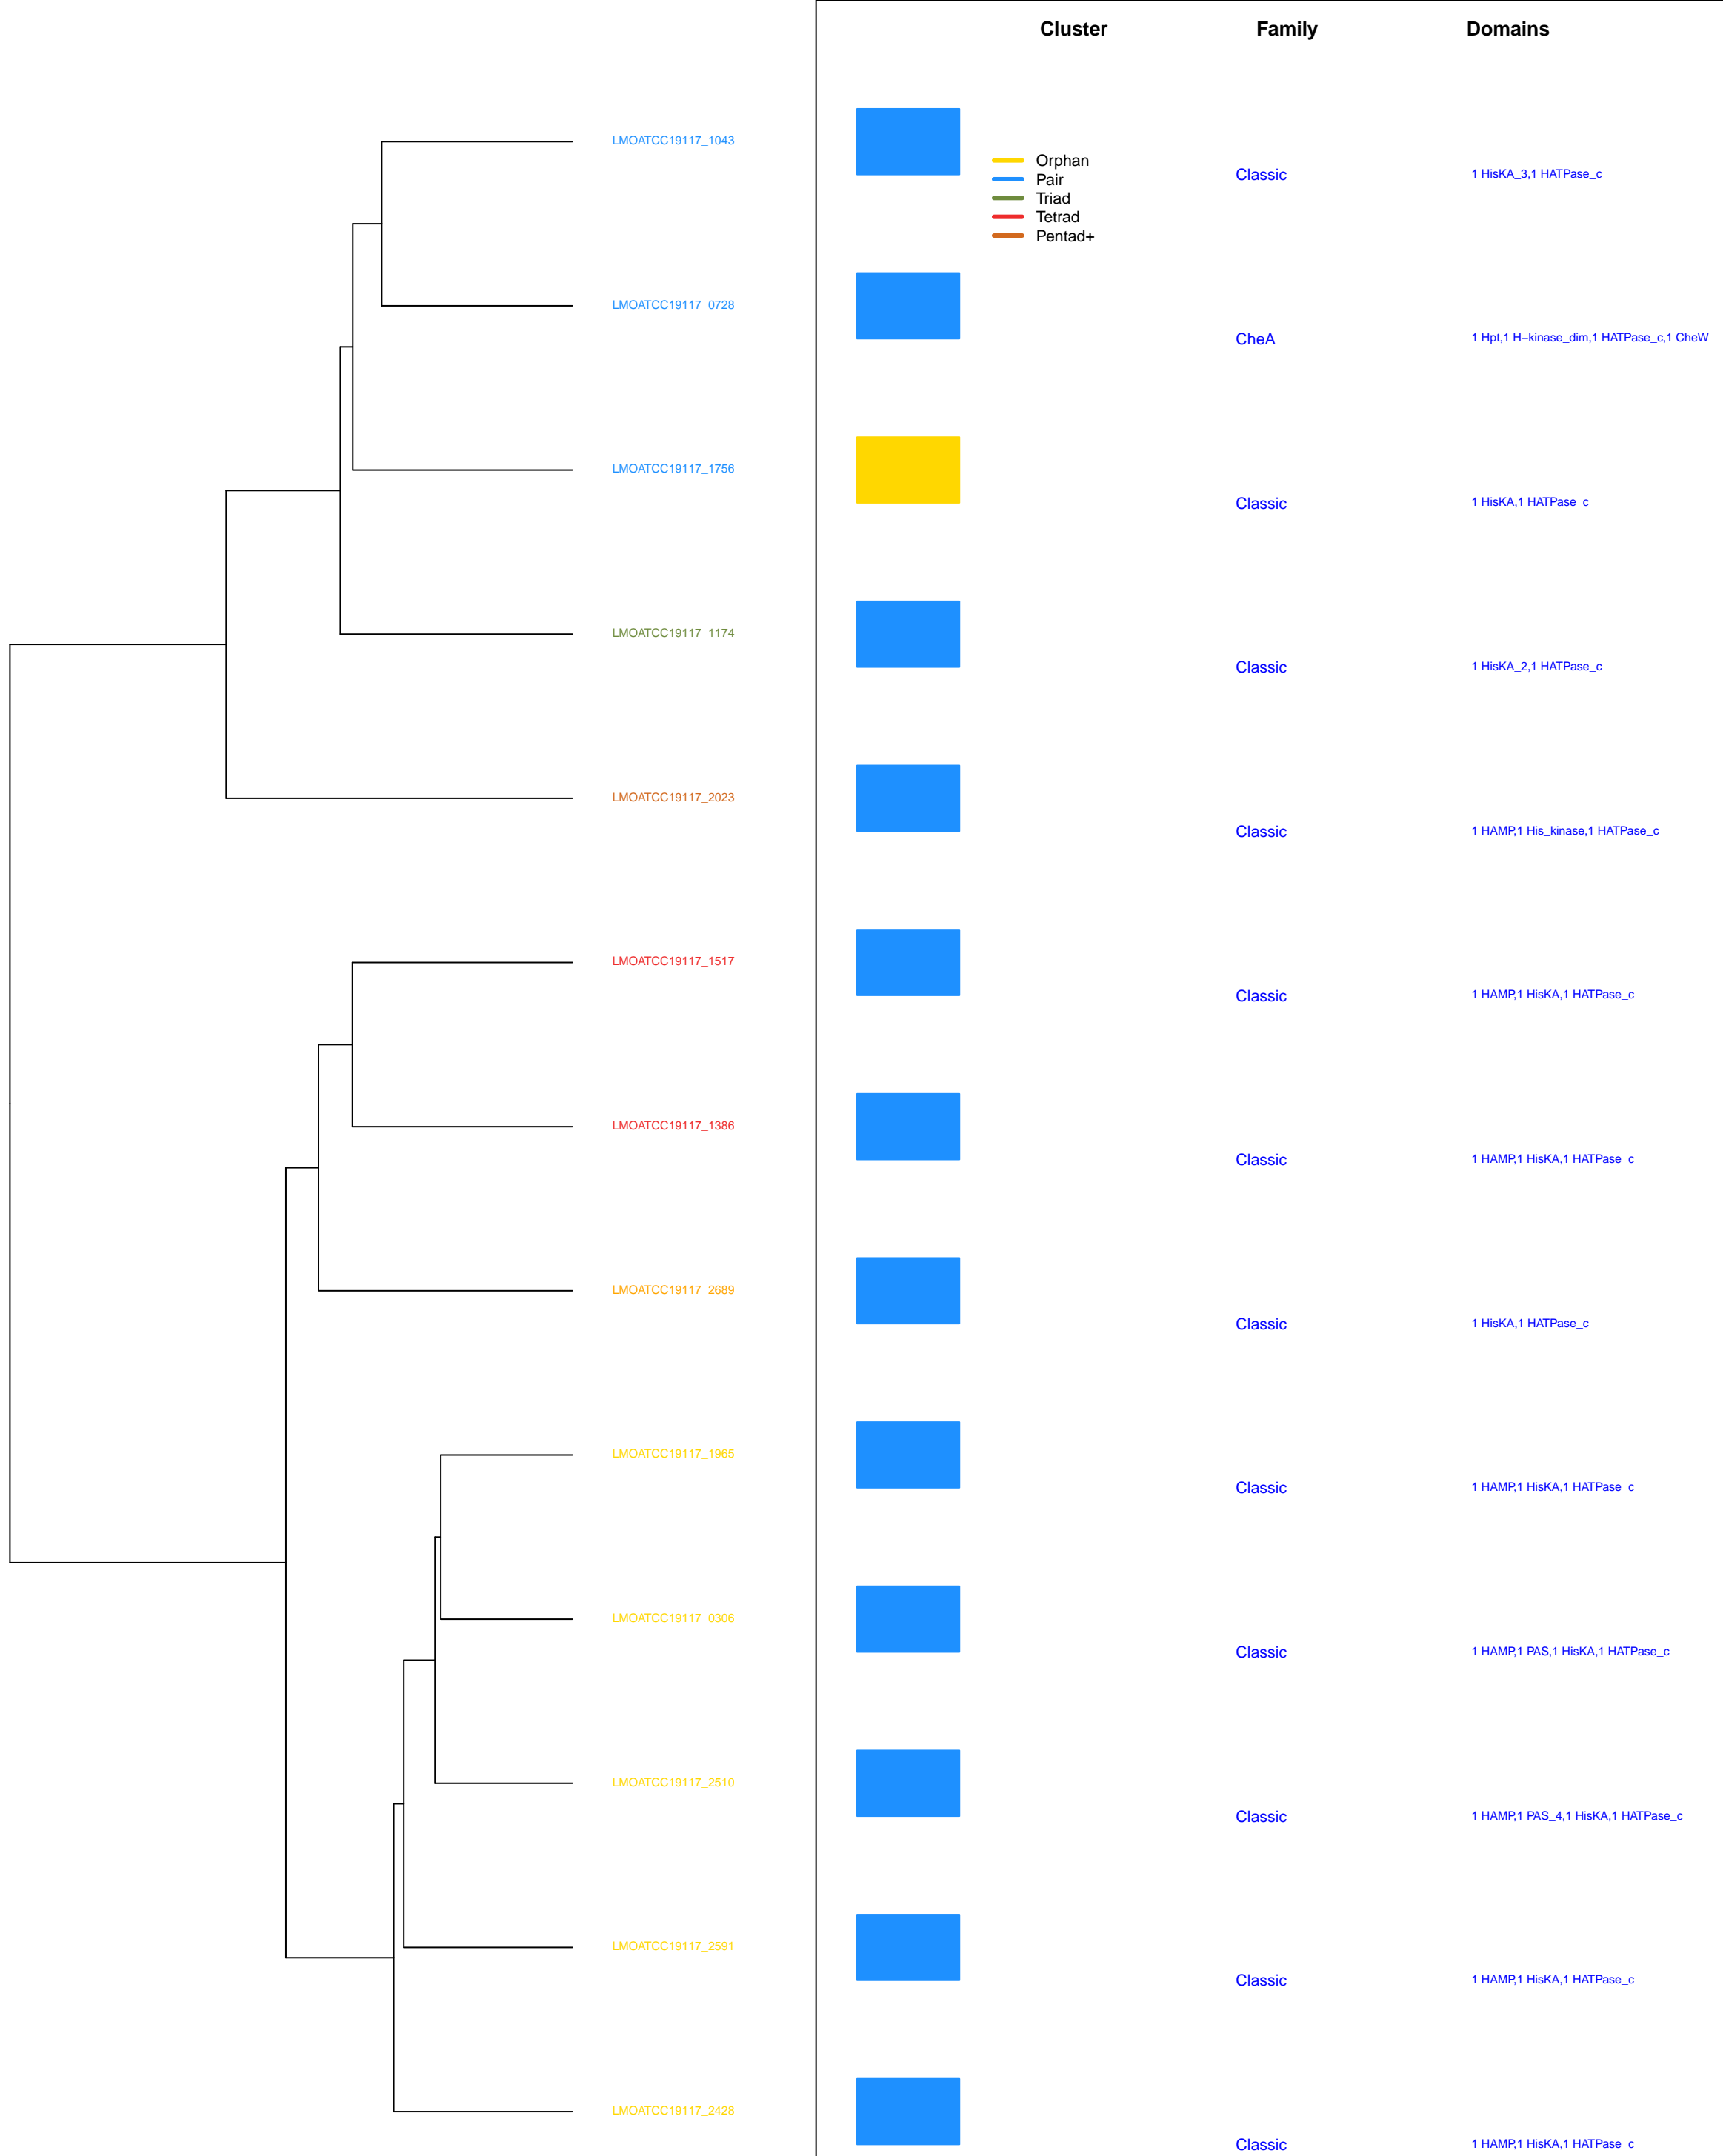 Cluster Family Domains
LMOATCC19117_1043
Orphan
Pair
Triad
Tetrad
Pentad+
Classic 1 HisKA_3,1 HATPase_c
LMOATCC19117_0728
CheA 1 Hpt,1 H−kinase_dim,1 HATPase_c,1 CheW
LMOATCC19117_1756
Classic 1 HisKA,1 HATPase_c
LMOATCC19117_1174
Classic 1 HisKA_2,1 HATPase_c
LMOATCC19117_2023
Classic 1 HAMP,1 His_kinase,1 HATPase_c
LMOATCC19117_1517
Classic 1 HAMP,1 HisKA,1 HATPase_c
LMOATCC19117_1386
Classic 1 HAMP,1 HisKA,1 HATPase_c
LMOATCC19117_2689
Classic 1 HisKA,1 HATPase_c
LMOATCC19117_1965
Classic 1 HAMP,1 HisKA,1 HATPase_c
LMOATCC19117_0306
Classic 1 HAMP,1 PAS,1 HisKA,1 HATPase_c
LMOATCC19117_2510
Classic 1 HAMP,1 PAS_4,1 HisKA,1 HATPase_c
LMOATCC19117_2591
Classic 1 HAMP,1 HisKA,1 HATPase_c
LMOATCC19117_2428
Classic 1 HAMP,1 HisKA,1 HATPase_c